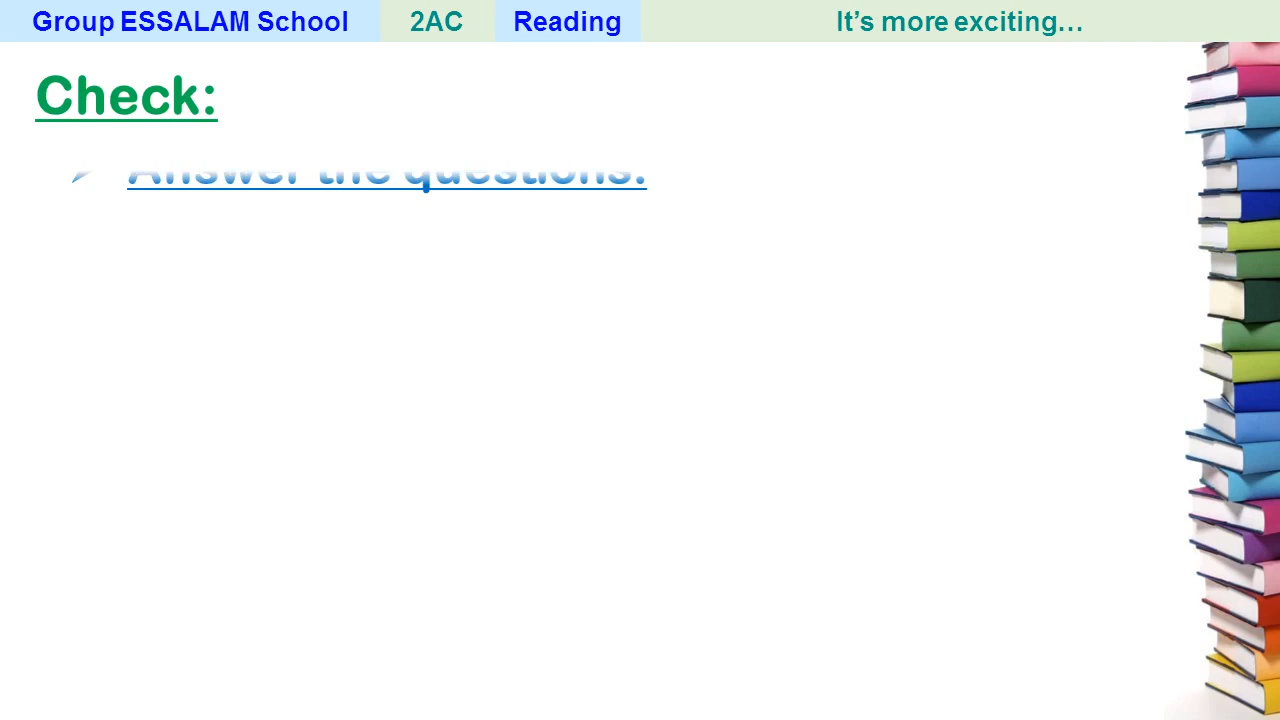 Group ESSALAM School 2AC Reading It’s more exciting…
Check:
Answer the questions: